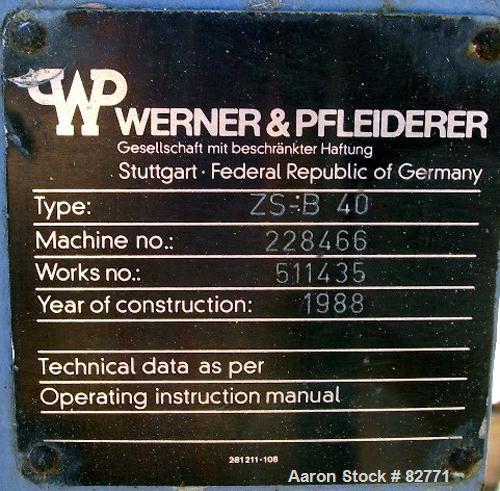 WP WERNER & PFLEIDERER
Gesellschaft mit beschränkter Haftung
Stuttgart · Federal Republic of Germany
Type: ZS-B 40
Machine no.: 228466
Works no.: 511435
Year of construction: 1988
Technical data as per
Operating instruction manual
281211-108
Aaron Stock # 82771